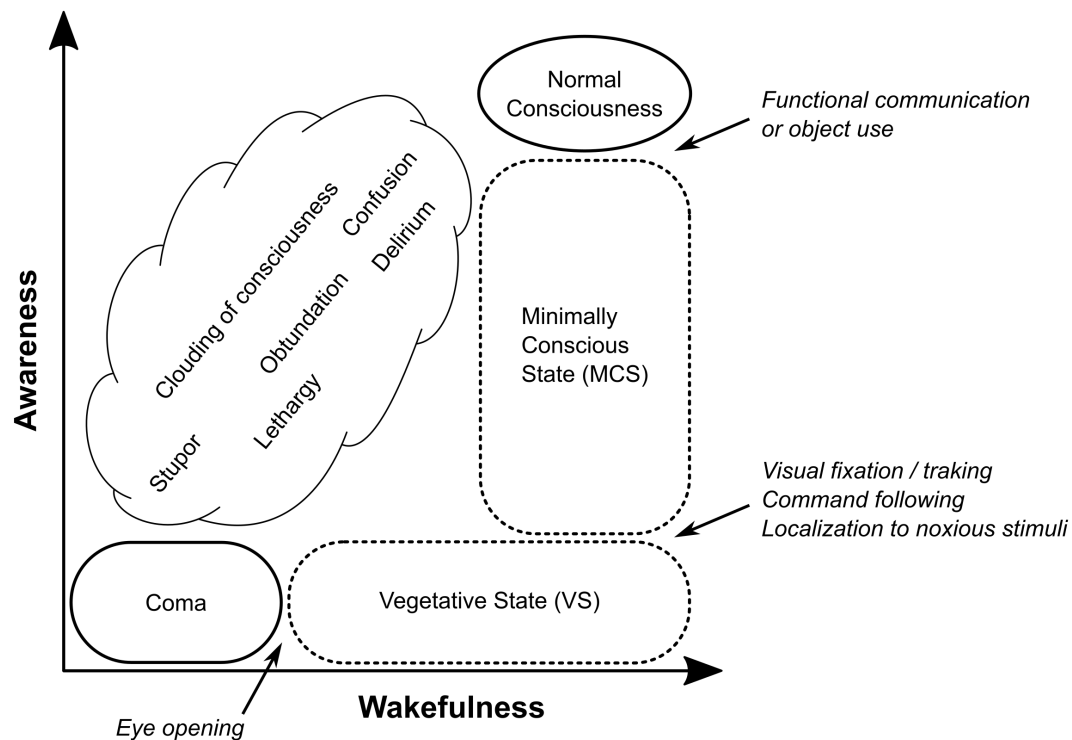 Normal
Consciousness
Functional communication
or object use
Confusion
Delirium
Clouding of consciousness
Obtundation
Lethargy
Stupor
Minimally
Conscious
State (MCS)
Awareness
Visual fixation / traking
Command following
Localization to noxious stimuli
Coma
Vegetative State (VS)
Wakefulness
Eye opening